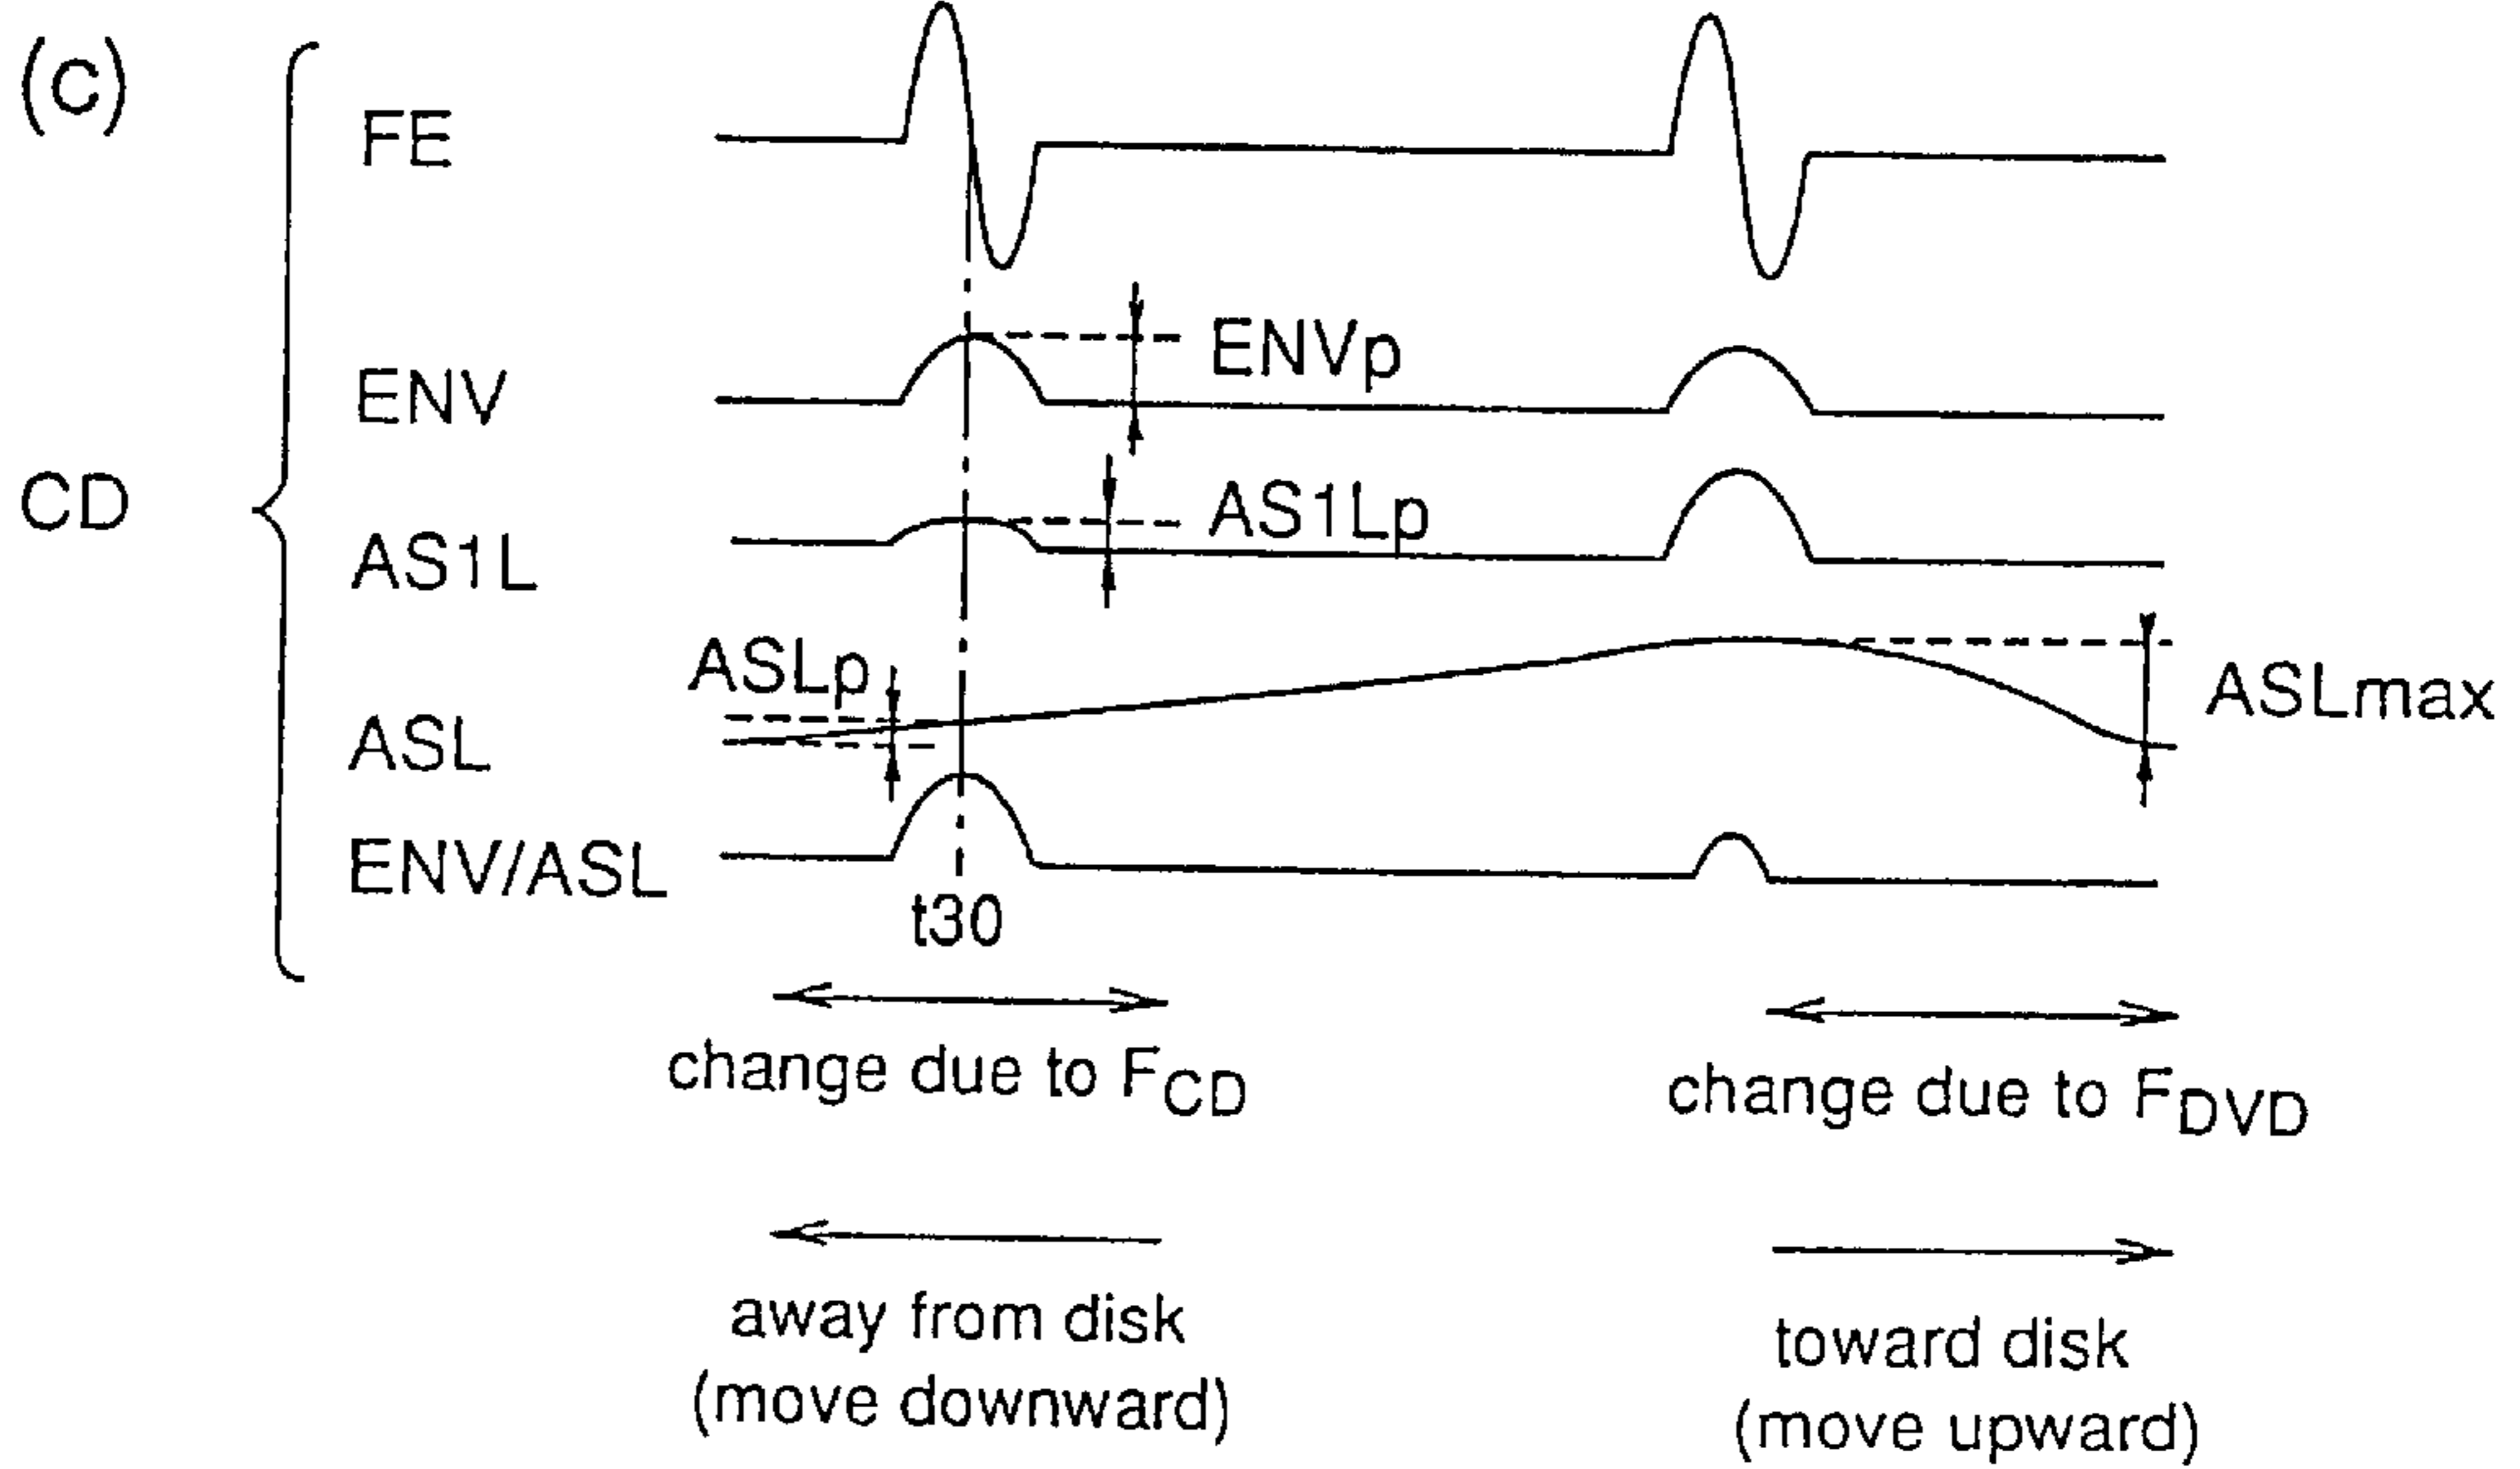 (c)
FE
ENVp
ENV
CD
AS1Lp
AS1L
ASLp
ASLmax
ASL
ENV/ASL
t30
change due to FCD
change due to FDVD
away from disk
(move downward)
toward disk
(move upward)